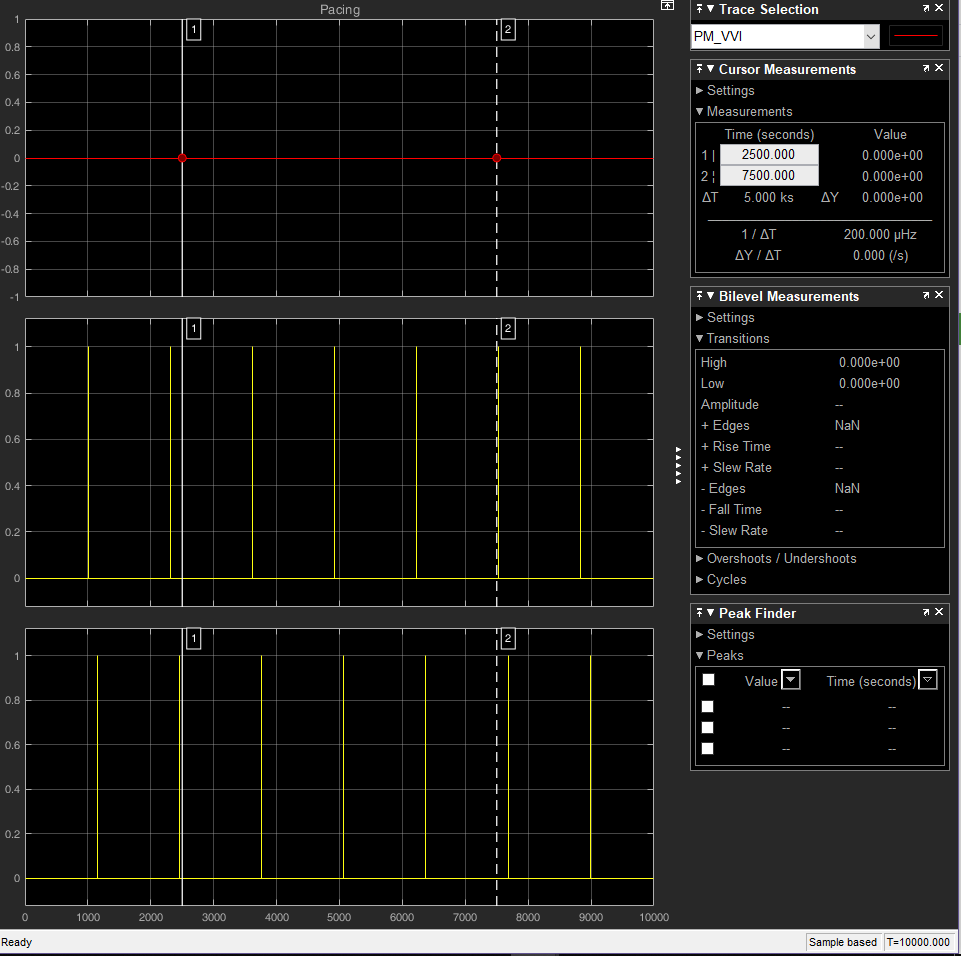 Pacing
1
0.8
0.6
0.4
0.2
0
-0.2
-0.4
-0.6
-0.8
-1
1
2
1
0.8
0.6
0.4
0.2
0
1
2
1
0.8
0.6
0.4
0.2
0
1
2
0 1000 2000 3000 4000 5000 6000 7000 8000 9000 10000
Trace Selection
PM_VVI
Cursor Measurements
Settings
Measurements
Time (seconds) Value
1 | 2500.000 0.000e+00
2 ¦ 7500.000 0.000e+00
ΔT 5.000 ks ΔY 0.000e+00
1 / ΔT 200.000 µHz
ΔY / ΔT 0.000 (/s)
Bilevel Measurements
Settings
Transitions
High 0.000e+00
Low 0.000e+00
Amplitude --
+ Edges NaN
+ Rise Time --
+ Slew Rate --
- Edges NaN
- Fall Time --
- Slew Rate --
Overshoots / Undershoots
Cycles
Peak Finder
Settings
Peaks
Value Time (seconds)
-- --
-- --
-- --
Ready Sample based T=10000.000